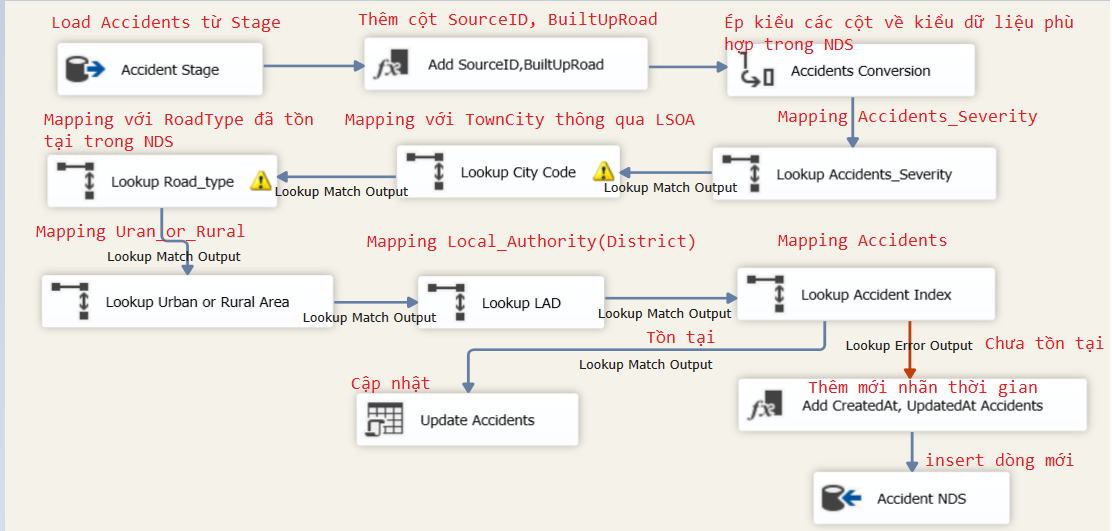 Load Accidents từ Stage
Thêm cột SourceID, BuiltUpRoad
Ép kiểu các cột về kiểu dữ liệu phù
hợp trong NDS
Accident Stage
Add SourceID,BuiltUpRoad
Accidents Conversion
Mapping với RoadType đã tồn
tại trong NDS
Mapping với TownCity thông qua LSOA
Mapping Accidents_Severity
Lookup Road_type
Lookup Match Output
Lookup City Code
Lookup Match Output
Lookup Accidents_Severity
Mapping Uran_or_Rural
Lookup Match Output
Mapping Local_Authority(District)
Mapping Accidents
Lookup Urban or Rural Area
Lookup Match Output
Lookup LAD
Lookup Match Output
Lookup Accident Index
Tồn tại
Lookup Match Output
Lookup Error Output
Chưa tồn tại
Cập nhật
Update Accidents
Thêm mới nhãn thời gian
Add CreatedAt, UpdatedAt Accidents
insert dòng mới
Accident NDS